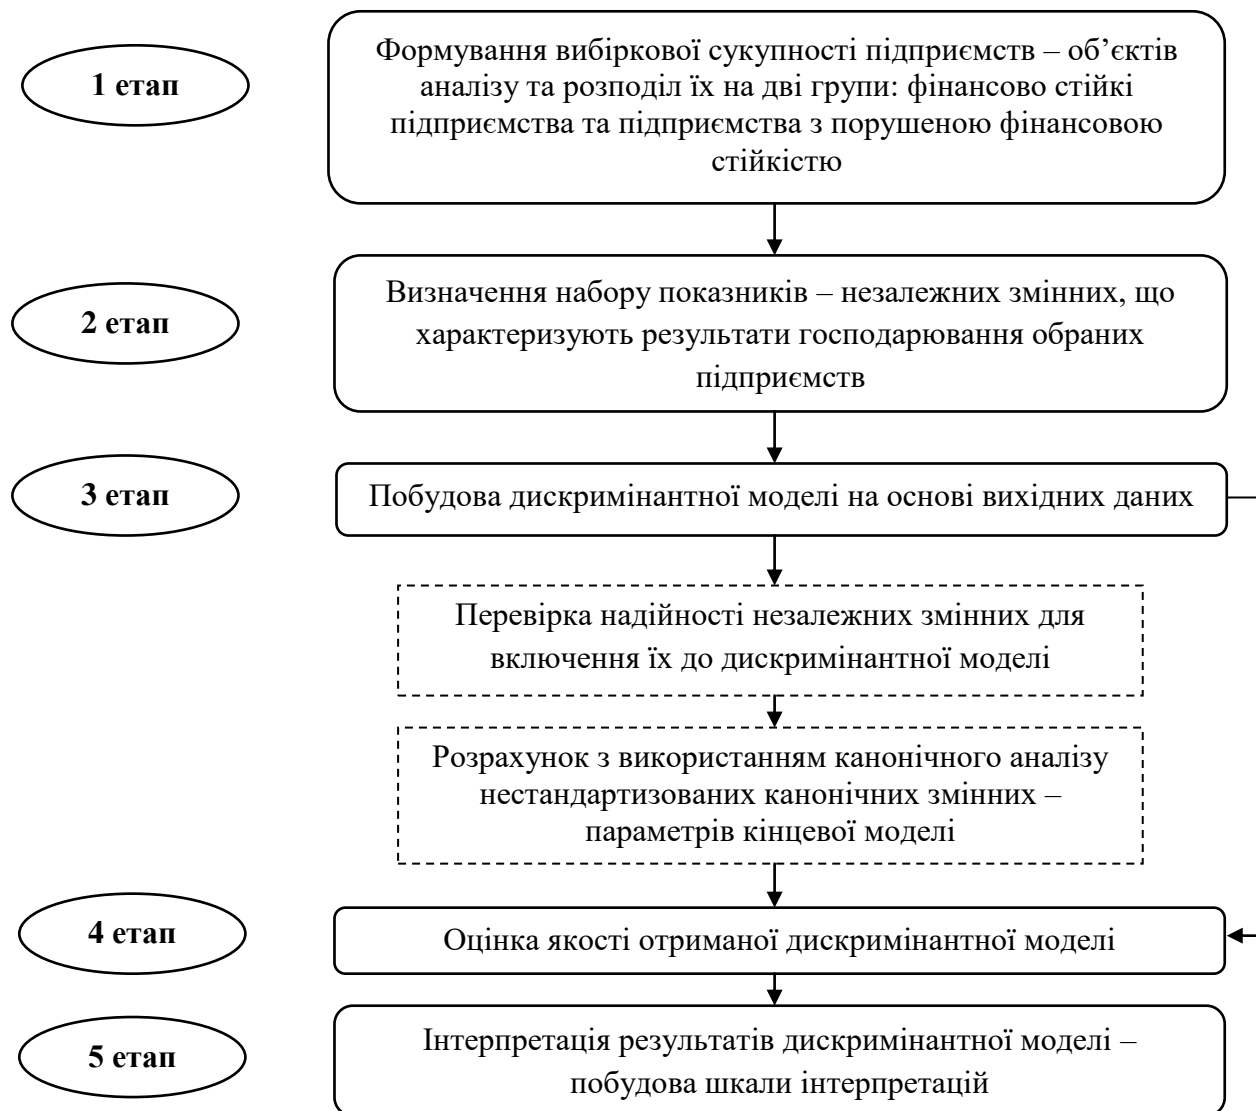 1 етап
Формування вибіркової сукупності підприємств – об’єктів
аналізу та розподіл їх на дві групи: фінансово стійкі
підприємства та підприємства з порушеною фінансовою
стійкістю
2 етап
Визначення набору показників – незалежних змінних, що
характеризують результати господарювання обраних
підприємств
3 етап
Побудова дискримінантної моделі на основі вихідних даних
Перевірка надійності незалежних змінних для
включення їх до дискримінантної моделі
Розрахунок з використанням канонічного аналізу
нестандартизованих канонічних змінних –
параметрів кінцевої моделі
4 етап
Оцінка якості отриманої дискримінантної моделі
5 етап
Інтерпретація результатів дискримінантної моделі –
побудова шкали інтерпретацій